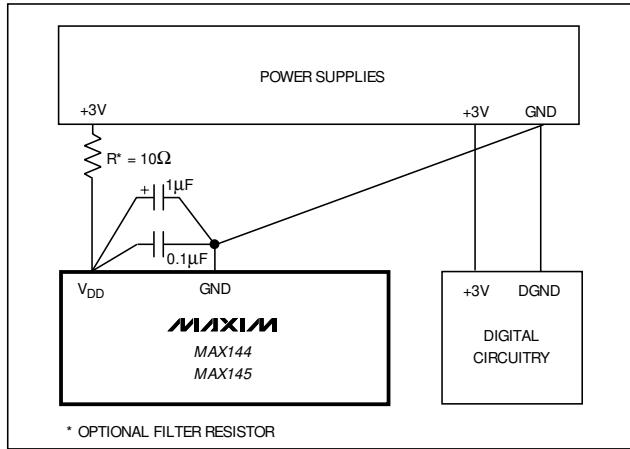 POWER SUPPLIES
+3V +3V GND
R* = 10Ω
+ 1μF
0.1μF
VDD GND +3V DGND
MAXIM
MAX144
MAX145
DIGITAL
CIRCUITRY
* OPTIONAL FILTER RESISTOR